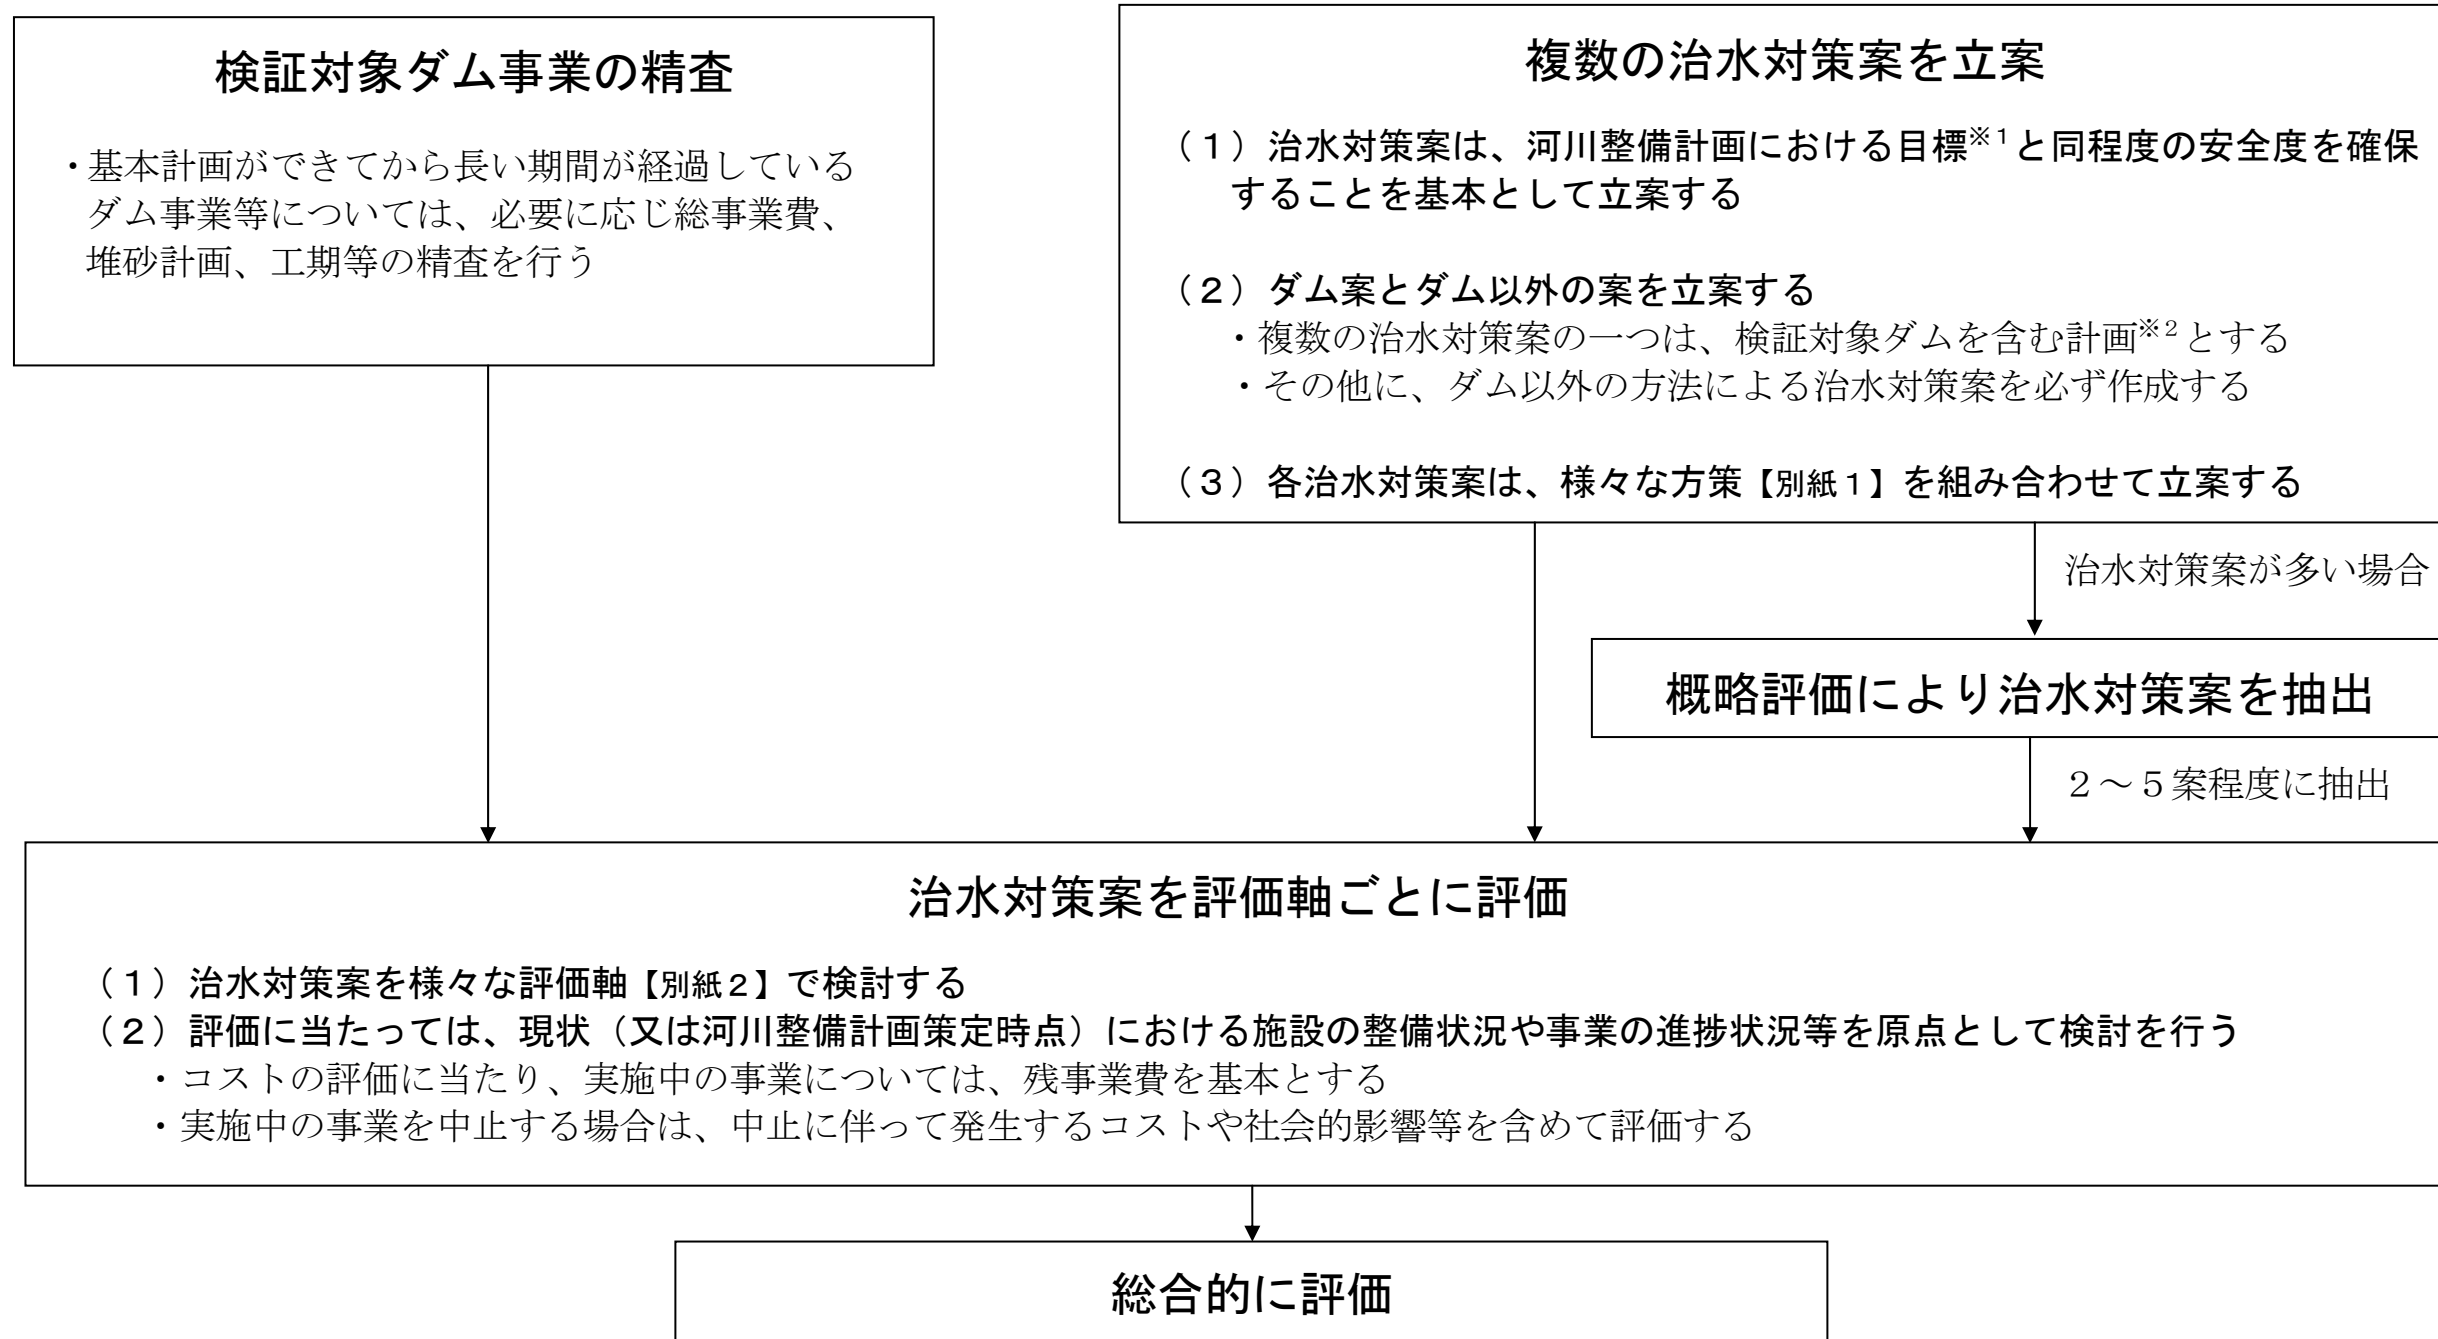 検証対象ダム事業の精査
・基本計画ができてから長い期間が経過している
ダム事業等については、必要に応じ総事業費、
堆砂計画、工期等の精査を行う
複数の治水対策案を立案
（１）治水対策案は、河川整備計画における目標※１と同程度の安全度を確保
することを基本として立案する
（２）ダム案とダム以外の案を立案する
・複数の治水対策案の一つは、検証対象ダムを含む計画※２とする
・その他に、ダム以外の方法による治水対策案を必ず作成する
（３）各治水対策案は、様々な方策【別紙１】を組み合わせて立案する
治水対策案が多い場合
概略評価により治水対策案を抽出
２～５案程度に抽出
治水対策案を評価軸ごとに評価
（１）治水対策案を様々な評価軸【別紙２】で検討する
（２）評価に当たっては、現状（又は河川整備計画策定時点）における施設の整備状況や事業の進捗状況等を原点として検討を行う
・コストの評価に当たり、実施中の事業については、残事業費を基本とする
・実施中の事業を中止する場合は、中止に伴って発生するコストや社会的影響等を含めて評価する
総合的に評価